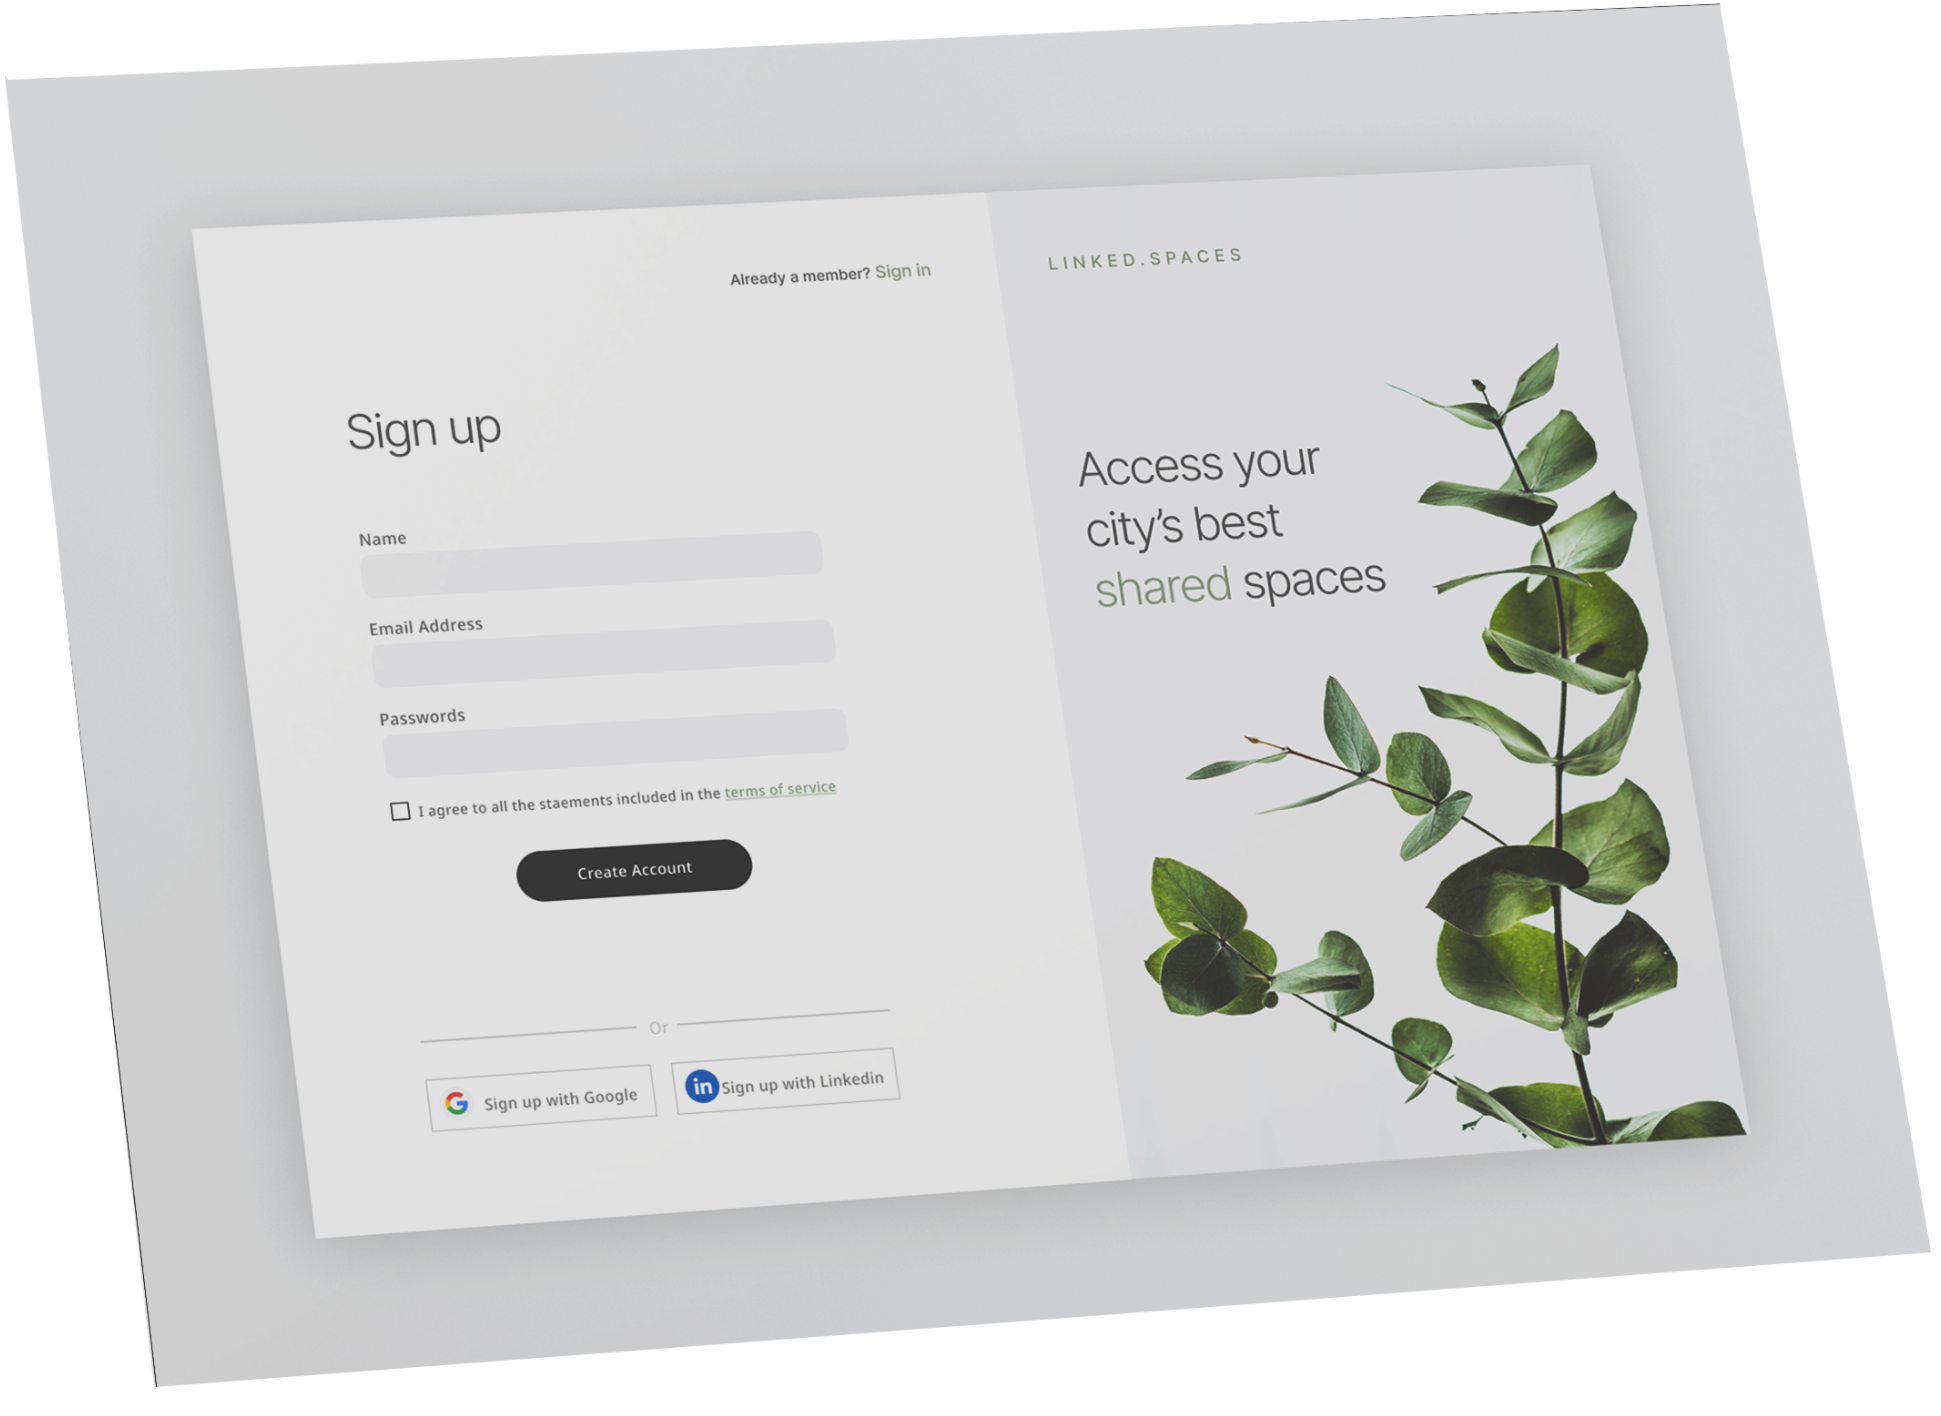 Already a member? Sign in
Sign up
Name
Email Address
Passwords
I agree to all the staements included in the terms of service
Create Account
Or
Sign up with Google
in Sign up with Linkedin
LINKED.SPACES
Access your
city’s best
shared spaces